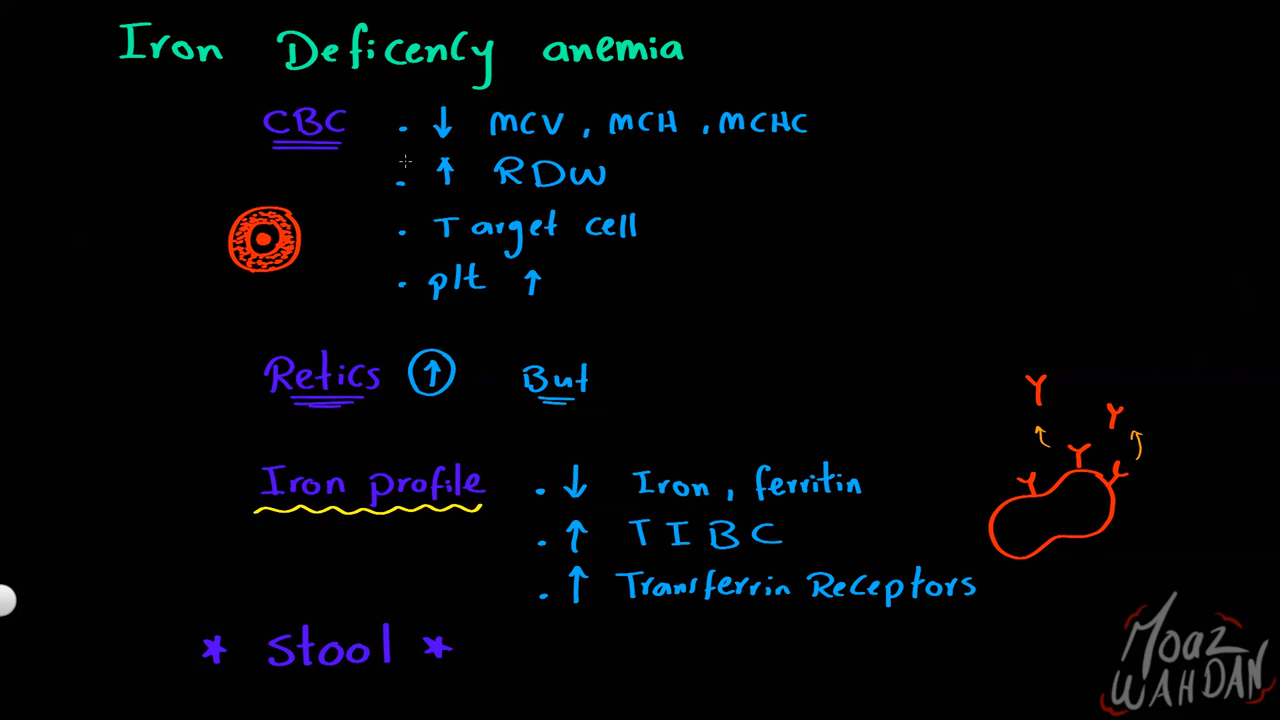 Iron Deficency anemia
CBC . ↓ MCV , MCH , MCHC
. ↑ RDW
. Target cell
. plt ↑
Retics ↑ But
Iron profile . ↓ Iron , ferritin
. ↑ TIBC
. ↑ Transferrin Receptors
* Stool *
Moaz
WAHDAN